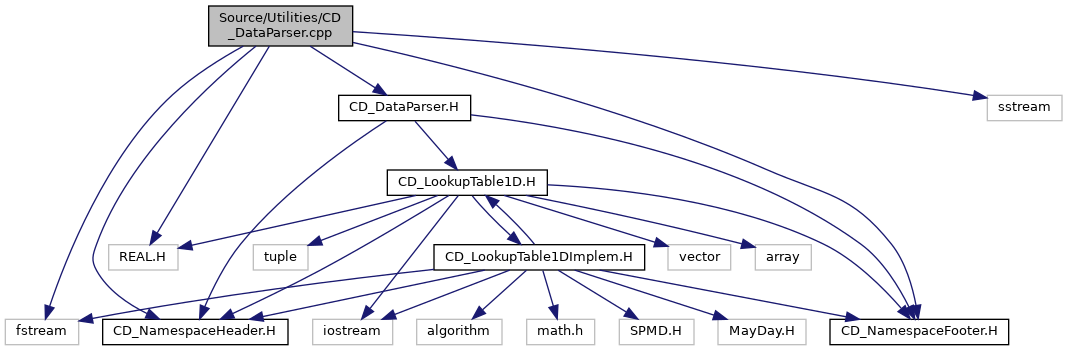 Source/Utilities/CD
_DataParser.cpp
CD_DataParser.H
sstream
CD_LookupTable1D.H
REAL.H
tuple
CD_LookupTable1DImplem.H
vector
array
fstream
CD_NamespaceHeader.H
iostream
algorithm
math.h
SPMD.H
MayDay.H
CD_NamespaceFooter.H